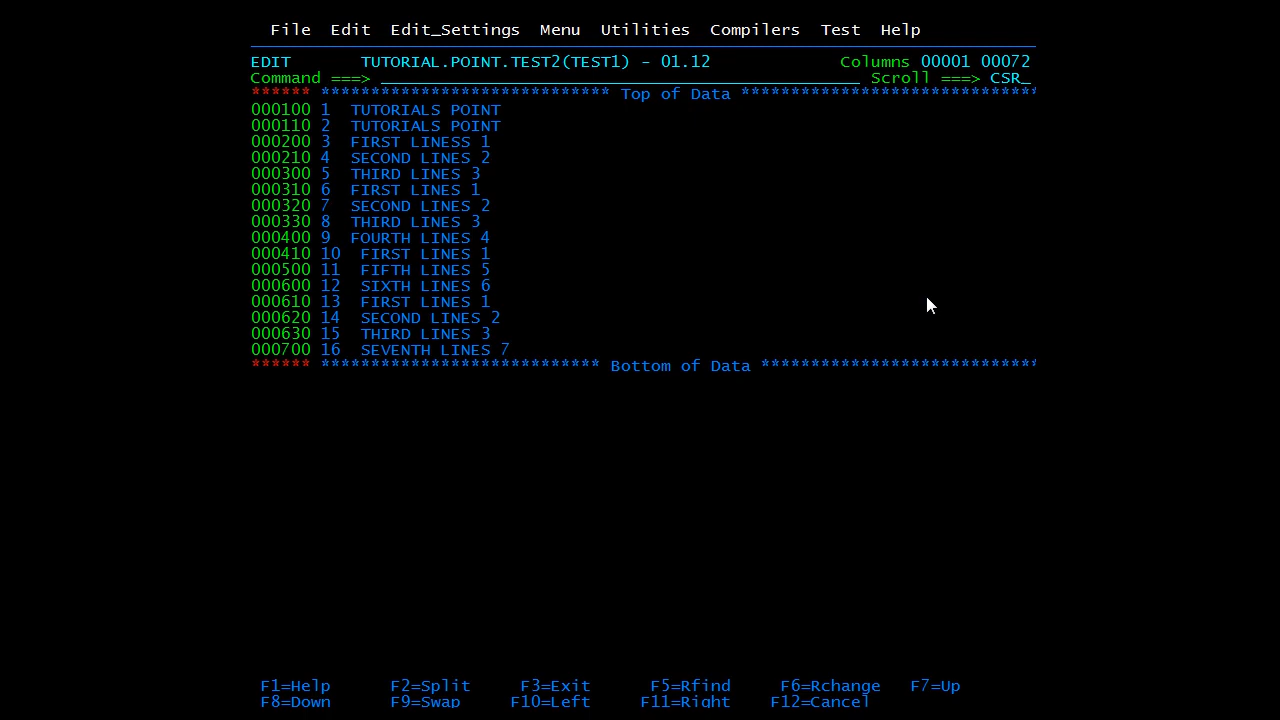 File  Edit  Edit_Settings  Menu  Utilities  Compilers  Test  Help
EDIT       TUTORIAL.POINT.TEST2(TEST1) - 01.12             Columns 00001 00072
Command ===>                                                  Scroll ===> CSR
****** ***************************** Top of Data ******************************
000100 1  TUTORIALS POINT
000110 2  TUTORIALS POINT
000200 3  FIRST LINESS 1
000210 4  SECOND LINES 2
000300 5  THIRD LINES 3
000310 6  FIRST LINES 1
000320 7  SECOND LINES 2
000330 8  THIRD LINES 3
000400 9  FOURTH LINES 4
000410 10  FIRST LINES 1
000500 11  FIFTH LINES 5
000600 12  SIXTH LINES 6
000610 13  FIRST LINES 1
000620 14  SECOND LINES 2
000630 15  THIRD LINES 3
000700 16  SEVENTH LINES 7
****** **************************** Bottom of Data ****************************
F1=Help      F2=Split     F3=Exit      F5=Rfind     F6=Rchange   F7=Up
F8=Down      F9=Swap     F10=Left     F11=Right    F12=Cancel